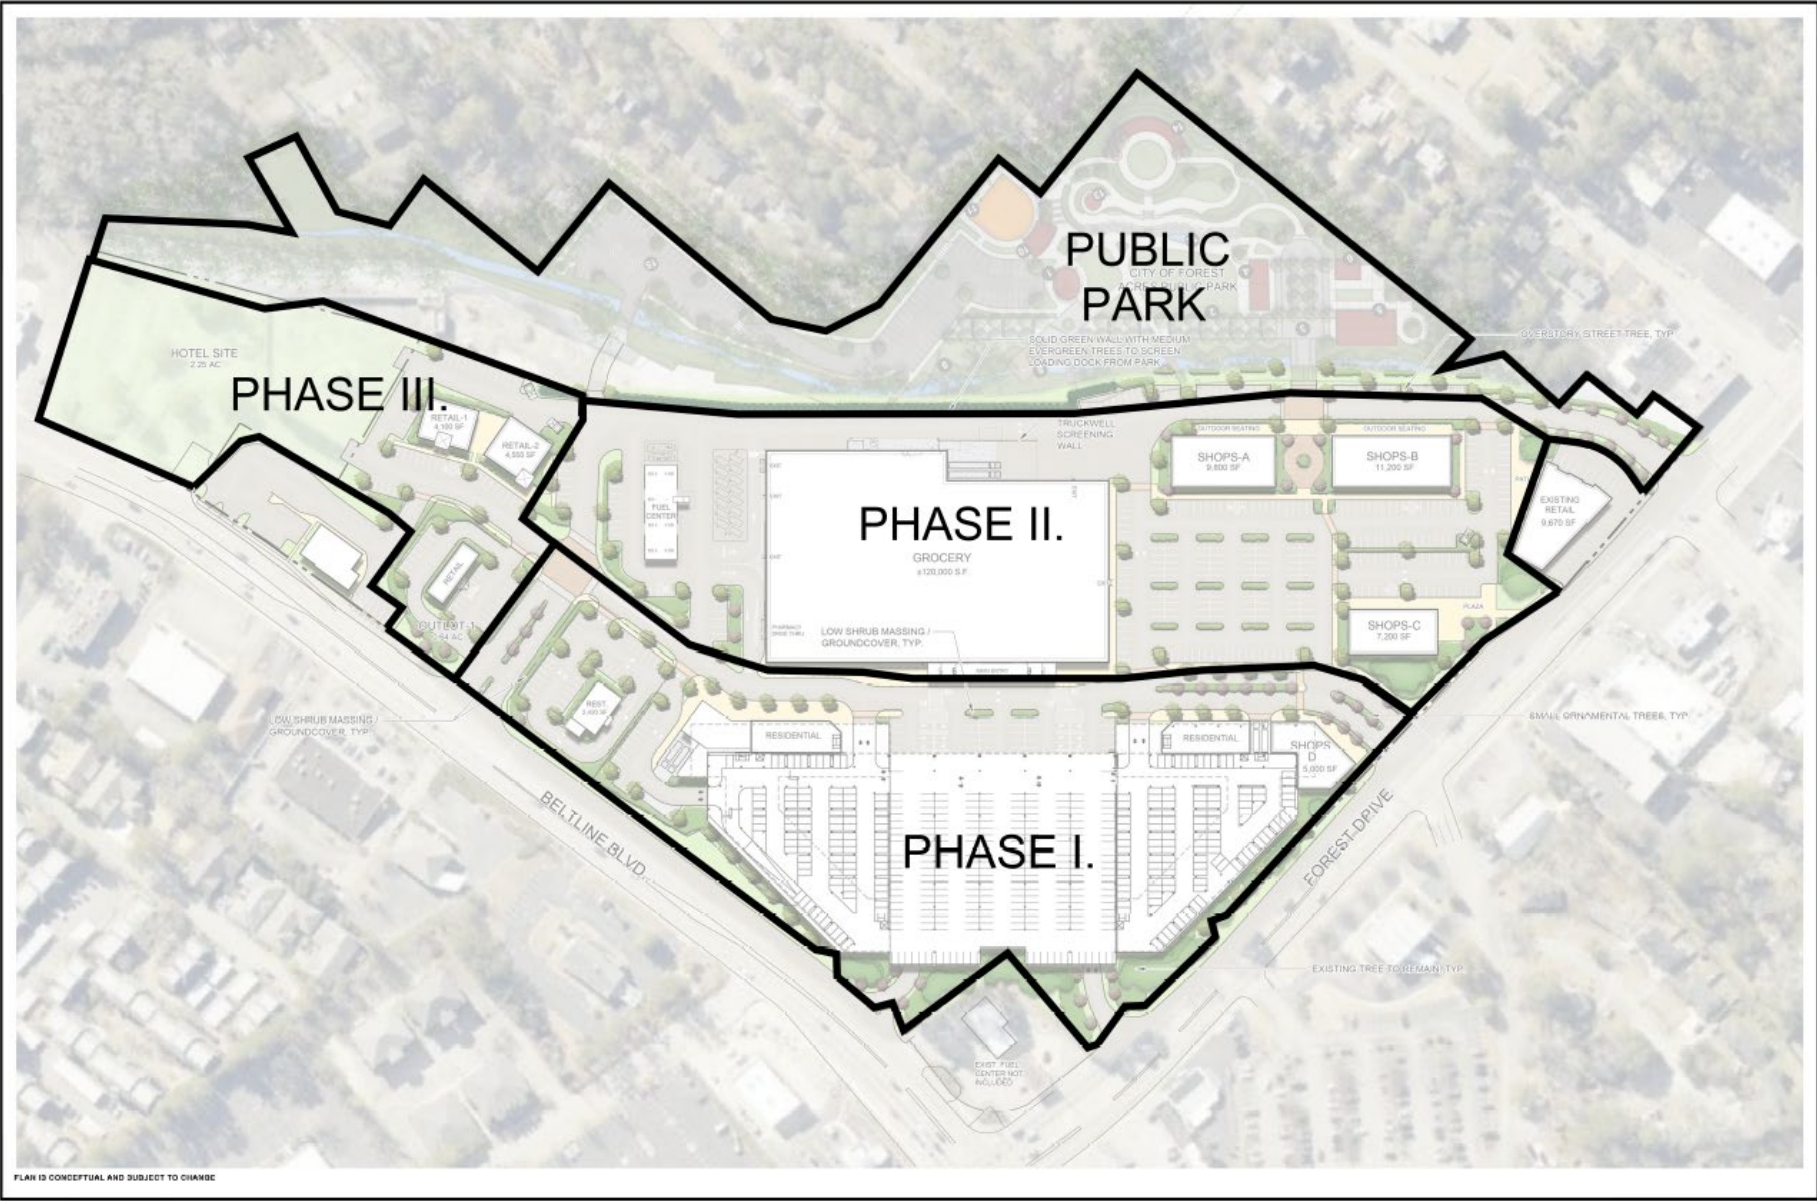 PUBLIC
PARK
CITY OF FOREST
ACRES PUBLIC PARK
SOLID GREEN WALL WITH MEDIUM
EVERGREEN TREES TO SCREEN
LOADING DOCK FROM PARK
OVERSTORY STREET TREE, TYP
HOTEL SITE
2.25 AC
PHASE III.
RETAIL-1
4,100 SF
RETAIL-2
4,550 SF
TRUCKWELL
SCREENING
WALL
OUTDOOR SEATING
OUTDOOR SEATING
SHOPS-A
9,800 SF
SHOPS-B
11,200 SF
EXISTING
RETAIL
9,670 SF
FUEL
CENTER
PHASE II.
GROCERY
±120,000 S.F.
RETAIL
OUTLOT-1
PLAZA
SHOPS-C
7,200 SF
LOW SHRUB MASSING /
GROUNDCOVER, TYP.
MAIN ENTRY
REST.
LOW SHRUB MASSING /
GROUNDCOVER, TYP
SMALL ORNAMENTAL TREES, TYP
RESIDENTIAL
RESIDENTIAL
SHOPS
D
5,000 SF
BELTLINE BLVD.
PHASE I.
FOREST DRIVE
EXISTING TREE TO REMAIN, TYP
EXIST. FUEL
CENTER NOT
INCLUDED
PLAN IS CONCEPTUAL AND SUBJECT TO CHANGE